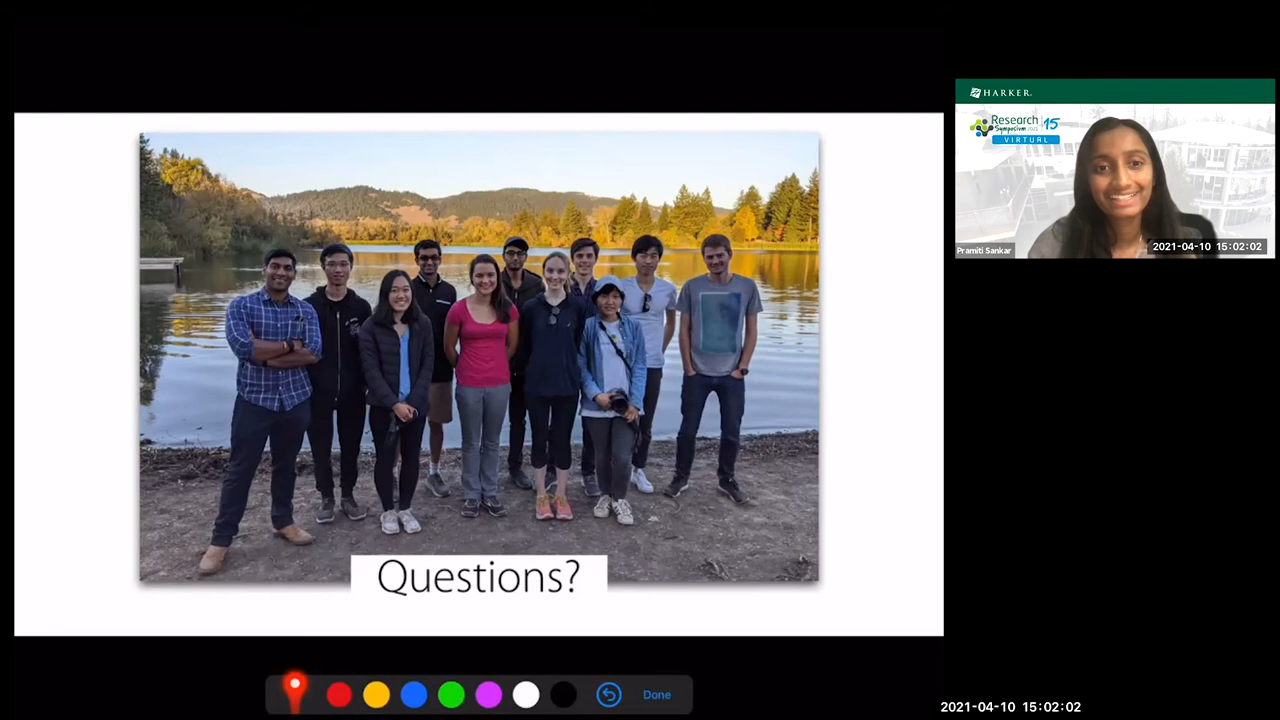 HARKER.
Research
Symposium 2021
15
VIRTUAL
Pramiti Sankar
2021-04-10 15:02:02
Questions?
Done
2021-04-10 15:02:02